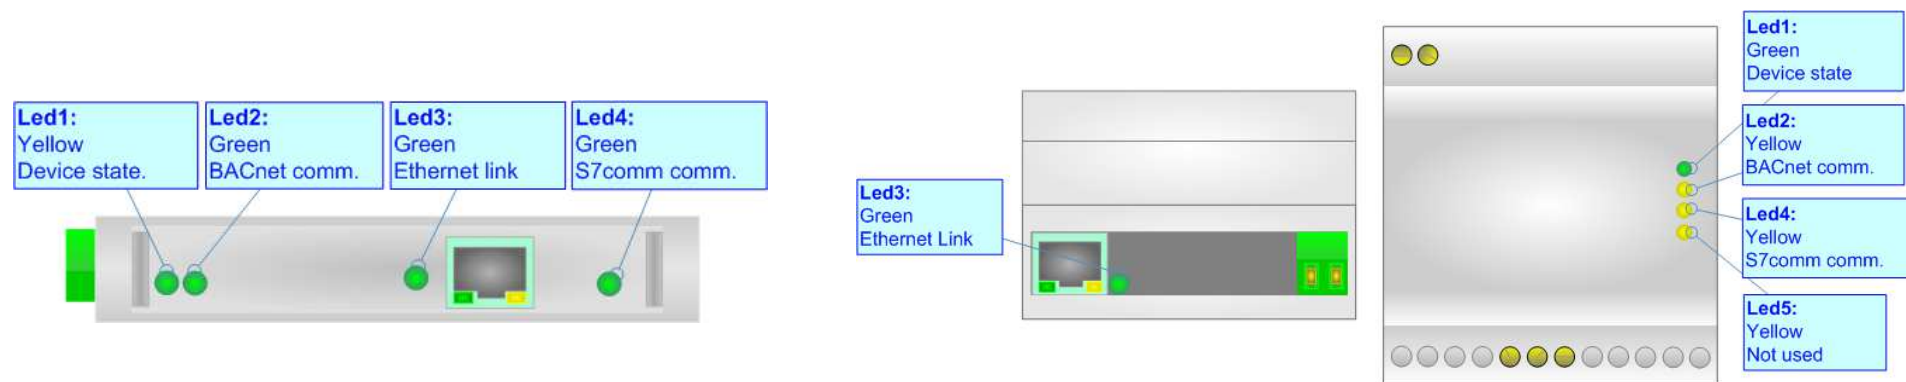 Led1:
Yellow
Device state.
Led2:
Green
BACnet comm.
Led3:
Green
Ethernet link
Led4:
Green
S7comm comm.
Led3:
Green
Ethernet Link
Led1:
Green
Device state
Led2:
Yellow
BACnet comm.
Led4:
Yellow
S7comm comm.
Led5:
Yellow
Not used